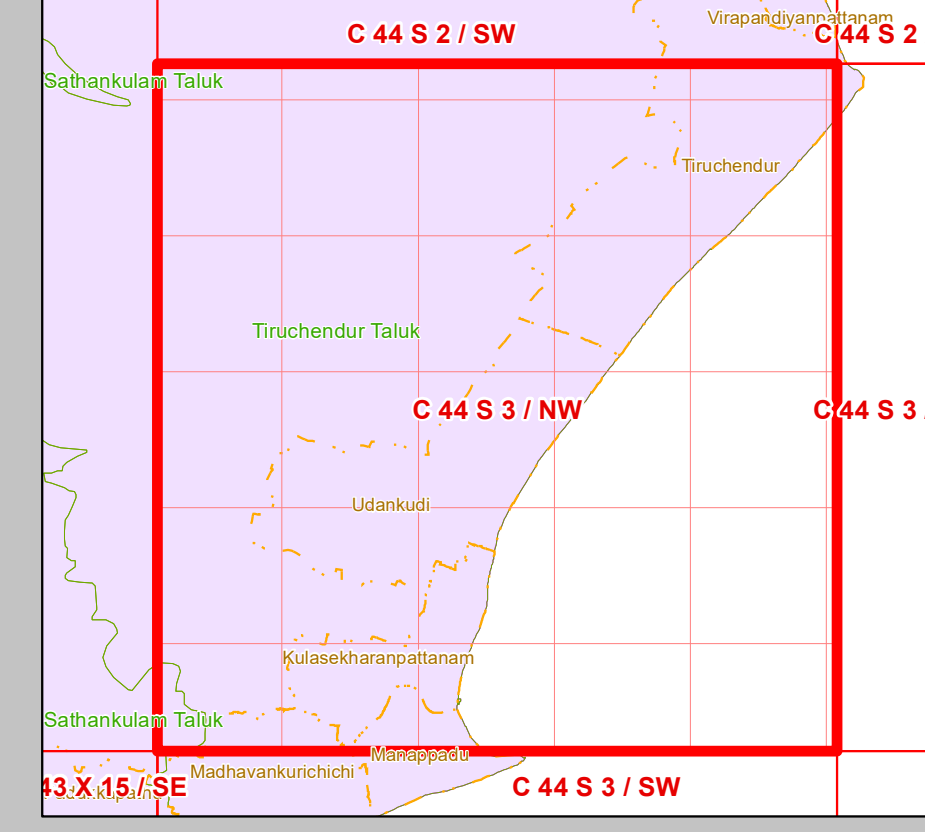 Virapandiyanpattanam
C 44 S 2 / SW
C 44 S 2
Sathankulam Taluk
Tiruchendur
Tiruchendur Taluk
C 44 S 3 / NW
C 44 S 3
Udankudi
Kulasekharanpattanam
Sathankulam Taluk
Manappadu
Madhavankurichichi
43 X 15 / SE
C 44 S 3 / SW